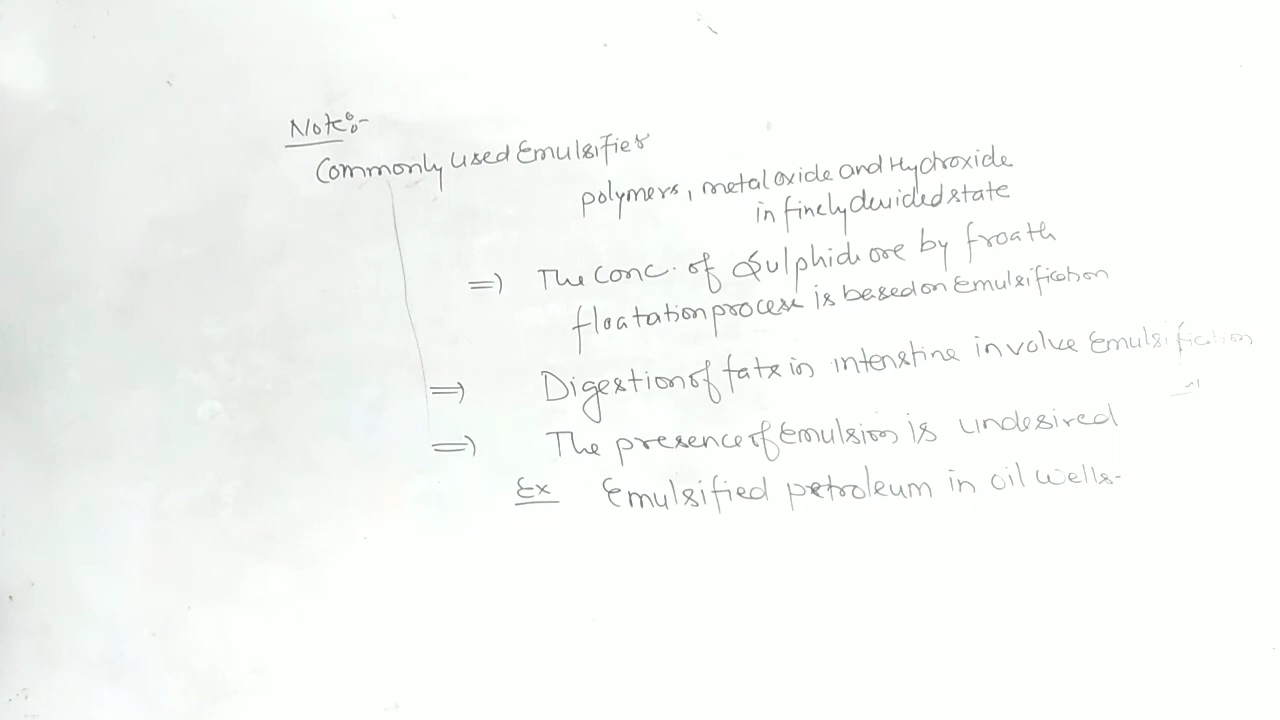 Note:-
Commonly used Emulsifier
polymers, metal oxide and Hydroxide
in finely devided state
=) The conc. of Sulphide ore by froath
floatation process is based on Emulsification
=) Digestion of fats in intenstine involve Emulsification
=) The presence of Emulsion is undesired
Ex Emulsified petroleum in oil wells-